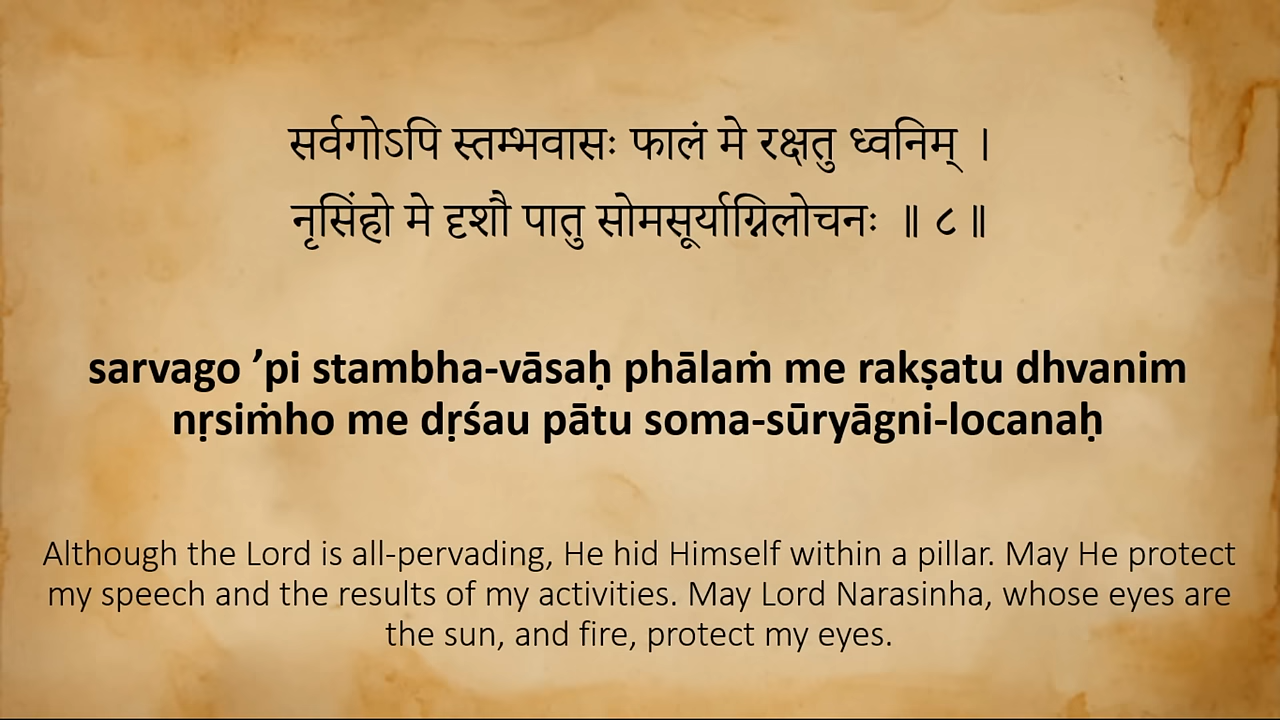 सर्वगोऽपि स्तम्भवासः फालं मे रक्षतु ध्वनिम् ।
नृसिंहो मे दृशौ पातु सोमसूर्याग्निलोचनः ॥ ८ ॥
sarvago ’pi stambha-vāsaḥ phālaṁ me rakṣatu dhvanim
nṛsiṁho me dṛśau pātu soma-sūryāgni-locanaḥ
Although the Lord is all-pervading, He hid Himself within a pillar. May He protect
my speech and the results of my activities. May Lord Narasinha, whose eyes are
the sun, and fire, protect my eyes.